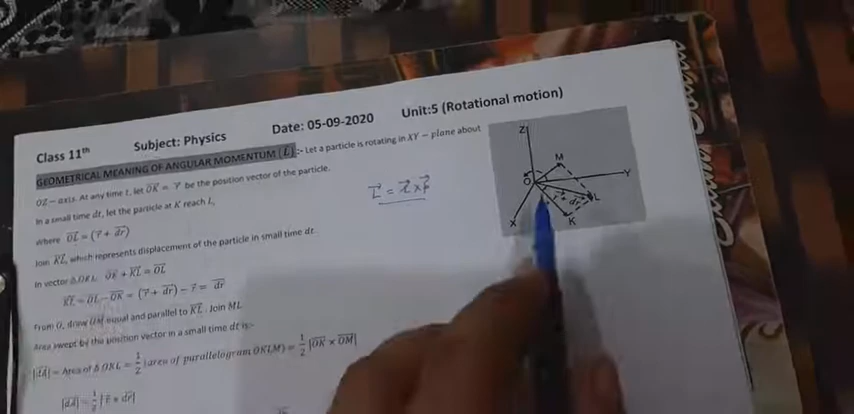 Class 11th Subject: Physics Date: 05-09-2020 Unit:5 (Rotational motion)
GEOMETRICAL MEANING OF ANGULAR MOMENTUM (L⃗) :- Let a particle is rotating in XY – plane about
OZ – axis. At any time t, let O͞K⃗ = r⃗ be the position vector of the particle.
In a small time dt, let the particle at K reach L,
Where OL⃗ = (r⃗ + dr⃗)
Join KL⃗, which represents displacement of the particle in small time dt
In vector Δ OKL OK⃗ + KL⃗ = OL⃗
KL⃗ = OL⃗ – OK⃗ = (r⃗ + dr⃗) – r⃗ = dr⃗
From O, draw OM⃗ equal and parallel to KL⃗. Join ML
Area swept by the position vector in a small time dt is:-
|dA⃗| = Area of Δ OKL = 1/2 (area of parallelogram OKLM) = 1/2 |OK⃗ × OM⃗|
|dA⃗| = 1/2 |r⃗ × dr⃗|
L⃗ = r⃗ × p⃗
Z
M
O
Y
L
X
K